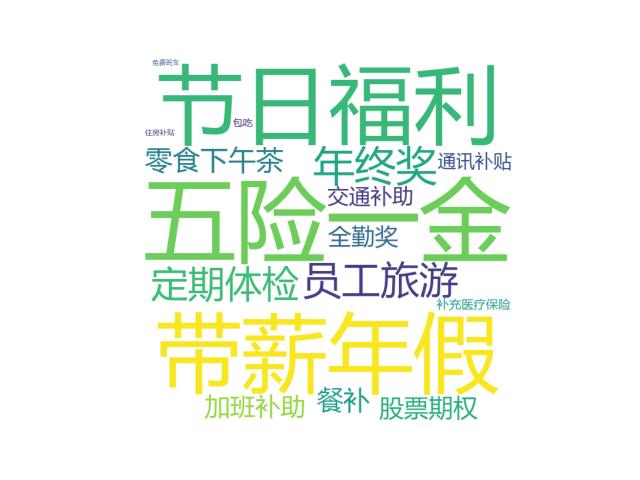 免费班车
节日福利
包吃
住房补贴
零食下午茶
年终奖
通讯补贴
五险一金
交通补助
全勤奖
定期体检
员工旅游
补充医疗保险
带薪年假
加班补助
餐补
股票期权